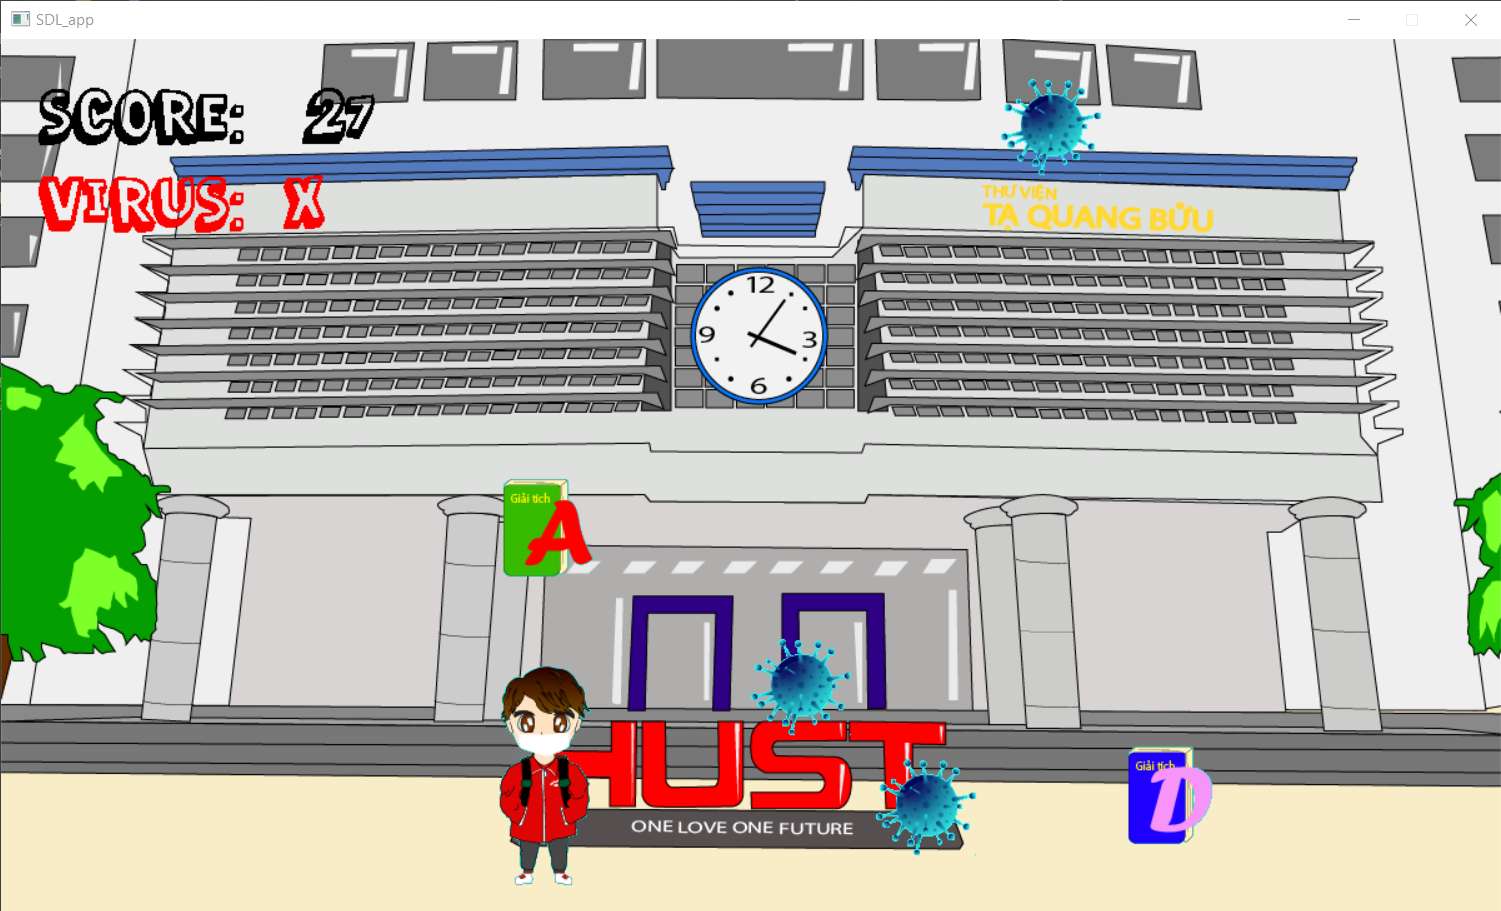 SDL_app
SCORE: 27
VIRUS: X
THƯ VIỆN
TẠ QUANG BỬU
12
9
3
6
Giải tích
A
HUST
Giải tích
D
ONE LOVE ONE FUTURE